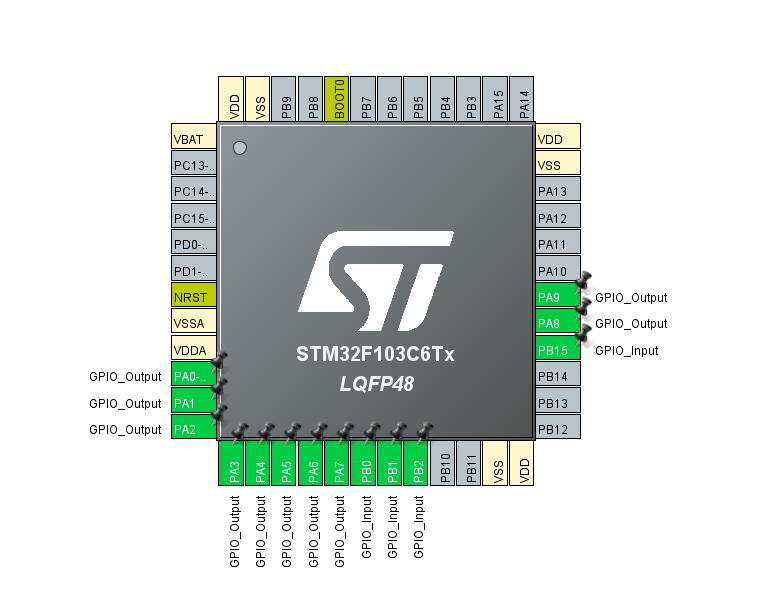 VDD
VSS
PB9
PB8
BOOT0
PB7
PB6
PB5
PB4
PB3
PA15
PA14
VBAT
PC13-..
PC14-..
PC15-..
PD0-..
PD1-..
NRST
VSSA
VDDA
GPIO_Output PA0-..
GPIO_Output PA1
GPIO_Output PA2
VDD
VSS
PA13
PA12
PA11
PA10
PA9 GPIO_Output
PA8 GPIO_Output
PB15 GPIO_Input
PB14
PB13
PB12
ST
STM32F103C6Tx
LQFP48
PA3
PA4
PA5
PA6
PA7
PB0
PB1
PB2
PB10
PB11
VSS
VDD
GPIO_Output
GPIO_Output
GPIO_Output
GPIO_Output
GPIO_Output
GPIO_Input
GPIO_Input
GPIO_Input